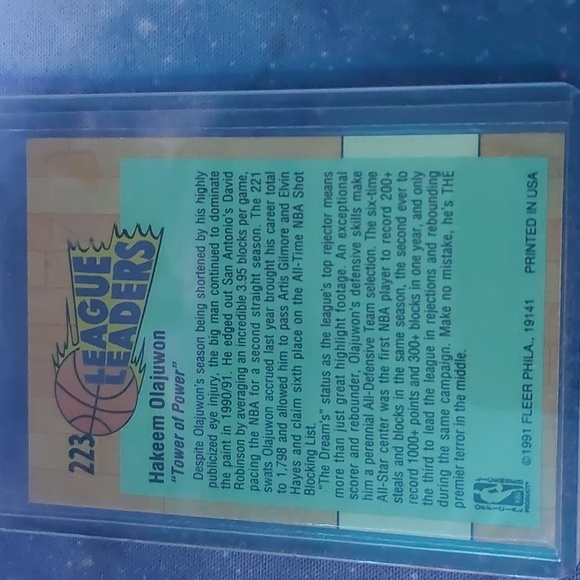 223
LEAGUE
LEADERS
Hakeem Olajuwon
"Tower of Power"
Despite Olajuwon's season being shortened by his highly
publicized eye injury, the big man continued to dominate
the paint in 1990/91. He edged out San Antonio's David
Robinson by averaging an incredible 3.95 blocks per game,
pacing the NBA for a second straight season. The 221
swats Olajuwon accrued last year brought his career total
to 1,798 and allowed him to pass Artis Gilmore and Elvin
Hayes and claim sixth place on the All-Time NBA Shot
Blocking List.
"The Dream's" status as the league's top rejector means
more than just great highlight footage. An exceptional
scorer and rebounder, Olajuwon's defensive skills make
him a perennial All-Defensive Team selection. The six-time
All-Star center was the first NBA player to record 200+
steals and blocks in the same season, the second ever to
record 1000+ points and 300+ blocks in one year, and only
the third to lead the league in rejections and rebounding
during the same campaign. Make no mistake, he's THE
premier terror in the middle.
©1991 FLEER PHILA., 19141 PRINTED IN USA